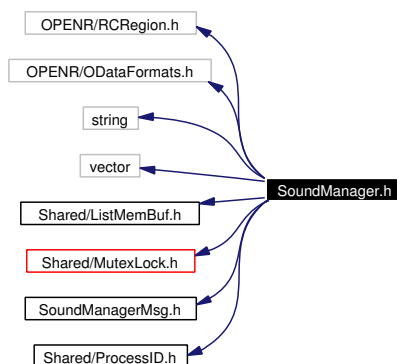 OPENR/RCRegion.h
OPENR/ODataFormats.h
string
vector
SoundManager.h
Shared/ListMemBuf.h
Shared/MutexLock.h
SoundManagerMsg.h
Shared/ProcessID.h